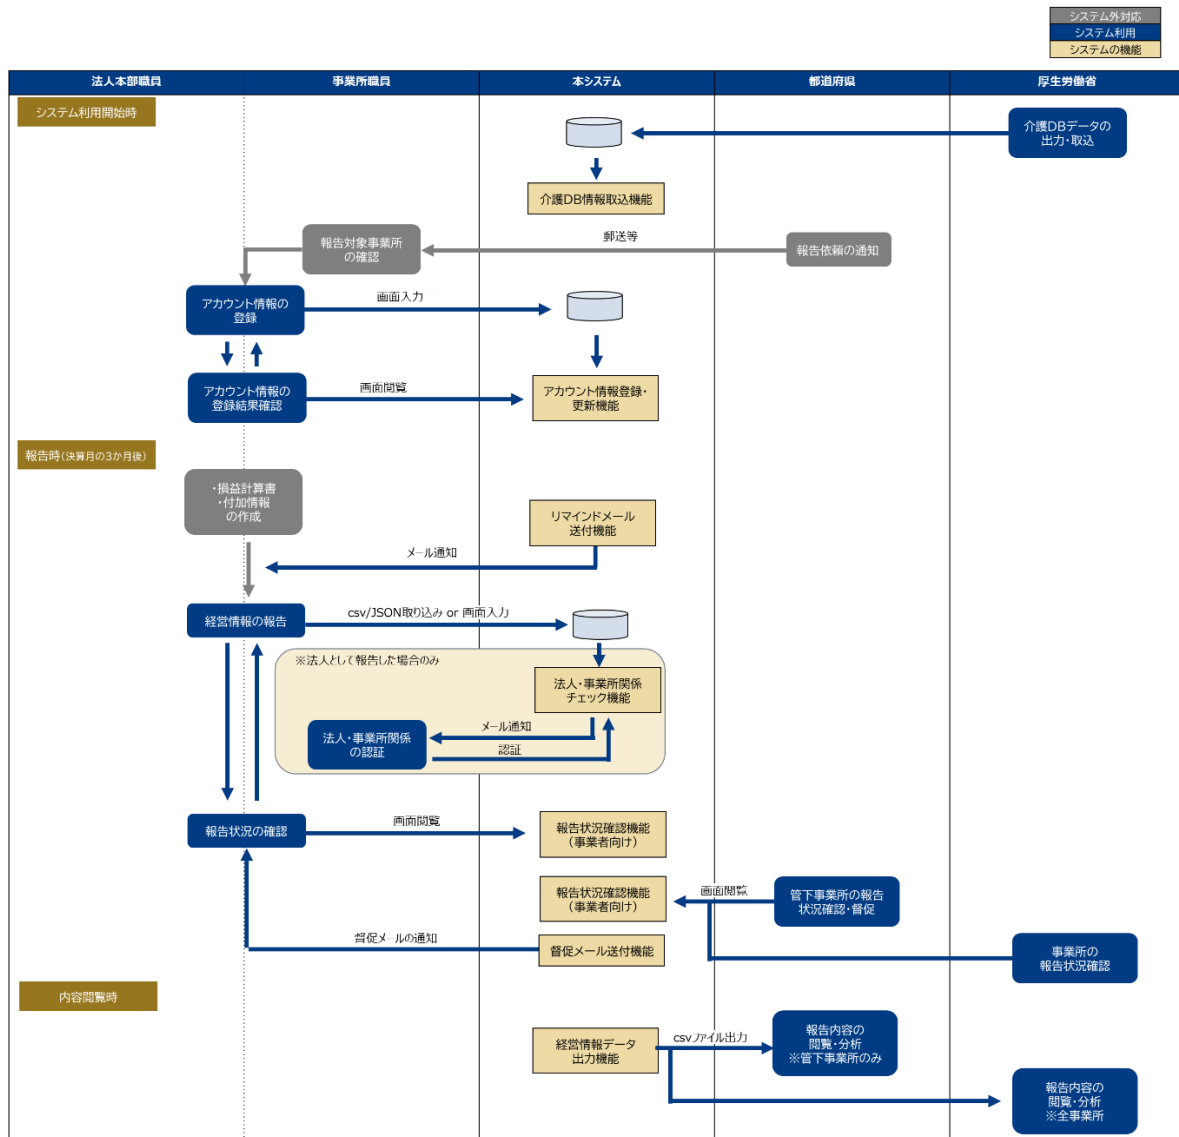 システム外対応
システム利用
システムの機能
法人本部職員
事業所職員
本システム
都道府県
厚生労働省
システム利用開始時
介護DBデータの
出力・取込
介護DB情報取込機能
報告対象事業所
の確認
郵送等
報告依頼の通知
アカウント情報の
登録
画面入力
アカウント情報の
登録結果確認
画面閲覧
アカウント情報登録・
更新機能
報告時(決算月の3か月後)
・損益計算書
・付加情報
の作成
リマインドメール
送付機能
メール通知
経営情報の報告
csv/JSON取り込み or 画面入力
※法人として報告した場合のみ
法人・事業所関係
チェック機能
メール通知
法人・事業所関係
の認証
認証
報告状況の確認
画面閲覧
報告状況確認機能
(事業者向け)
報告状況確認機能
(事業者向け)
画面閲覧
管下事業所の報告
状況確認・督促
督促メールの通知
督促メール送付機能
事業所の
報告状況確認
内容閲覧時
経営情報データ
出力機能
csvファイル出力
報告内容の
閲覧・分析
※管下事業所のみ
報告内容の
閲覧・分析
※全事業所